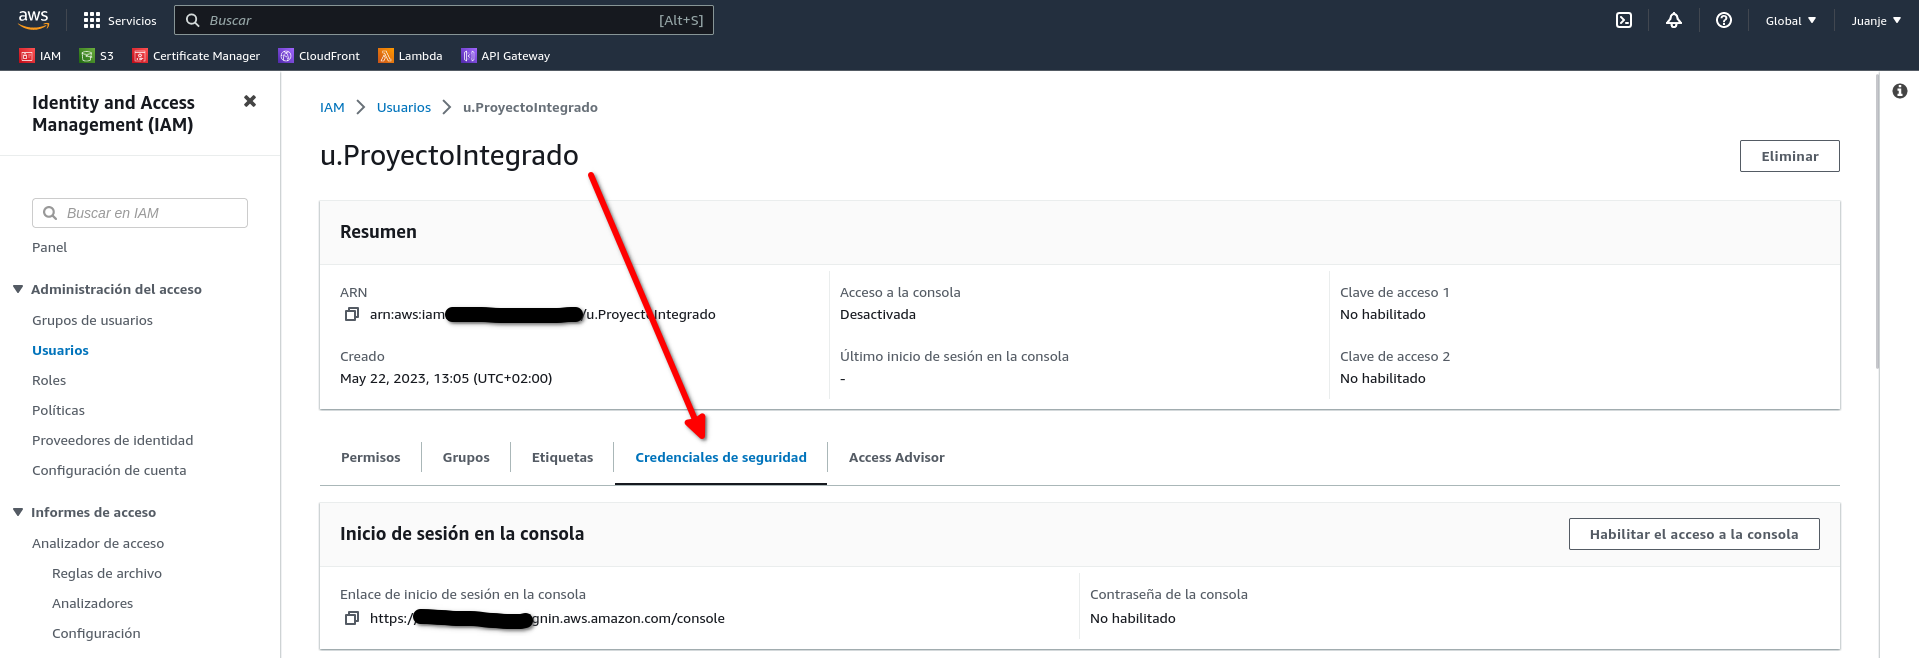 aws Servicios Buscar [Alt+S] Global Juanje
IAM S3 Certificate Manager CloudFront Lambda API Gateway
Identity and Access
Management (IAM)
Buscar en IAM
Panel
Administración del acceso
Grupos de usuarios
Usuarios
Roles
Políticas
Proveedores de identidad
Configuración de cuenta
Informes de acceso
Analizador de acceso
Reglas de archivo
Analizadores
Configuración
IAM > Usuarios > u.ProyectoIntegrado
u.ProyectoIntegrado
Eliminar
Resumen
ARN
arn:aws:iam /u.ProyectoIntegrado
Creado
May 22, 2023, 13:05 (UTC+02:00)
Acceso a la consola
Desactivada
Último inicio de sesión en la consola
-
Clave de acceso 1
No habilitado
Clave de acceso 2
No habilitado
Permisos Grupos Etiquetas Credenciales de seguridad Access Advisor
Inicio de sesión en la consola
Habilitar el acceso a la consola
Enlace de inicio de sesión en la consola
https:/ gnin.aws.amazon.com/console
Contraseña de la consola
No habilitado